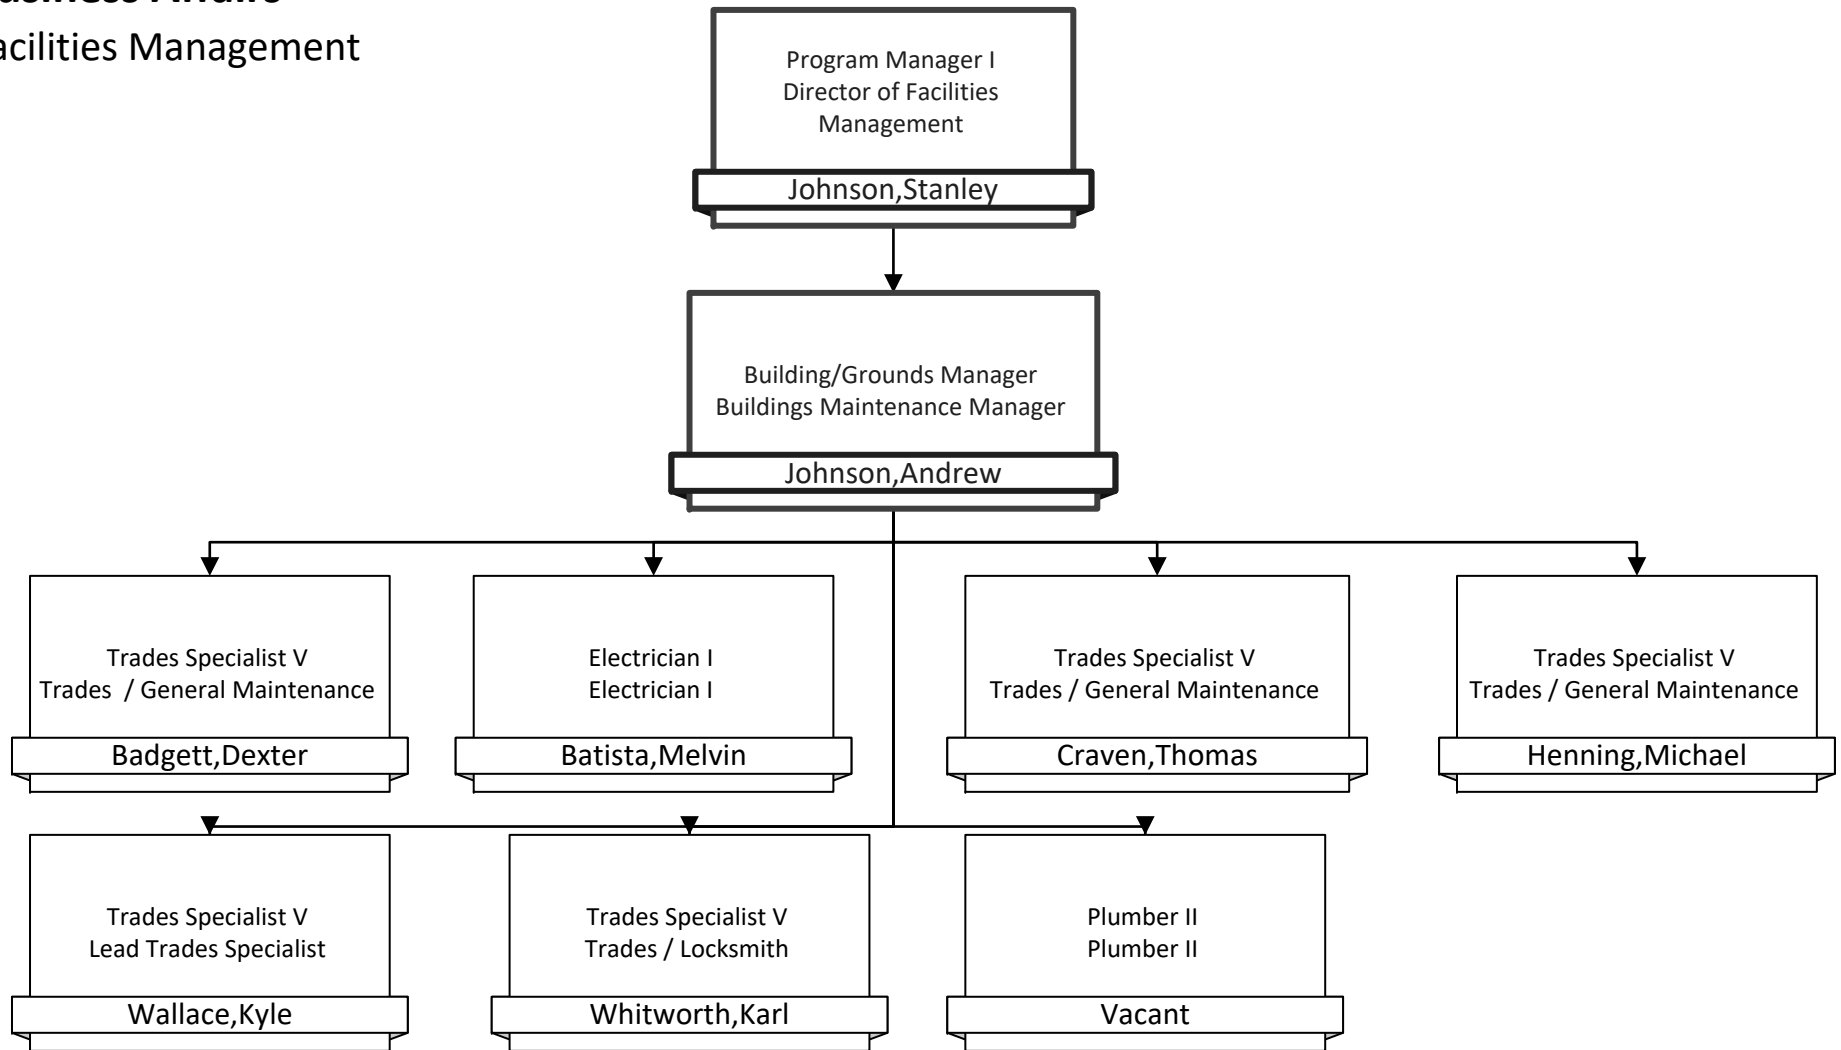 acilities Management
Program Manager I
Director of Facilities
Management
Johnson,Stanley
Building/Grounds Manager
Buildings Maintenance Manager
Johnson,Andrew
Trades Specialist V
Trades  / General Maintenance
Badgett,Dexter
Electrician I
Electrician I
Batista,Melvin
Trades Specialist V
Trades / General Maintenance
Craven,Thomas
Trades Specialist V
Trades / General Maintenance
Henning,Michael
Trades Specialist V
Lead Trades Specialist
Wallace,Kyle
Trades Specialist V
Trades / Locksmith
Whitworth,Karl
Plumber II
Plumber II
Vacant